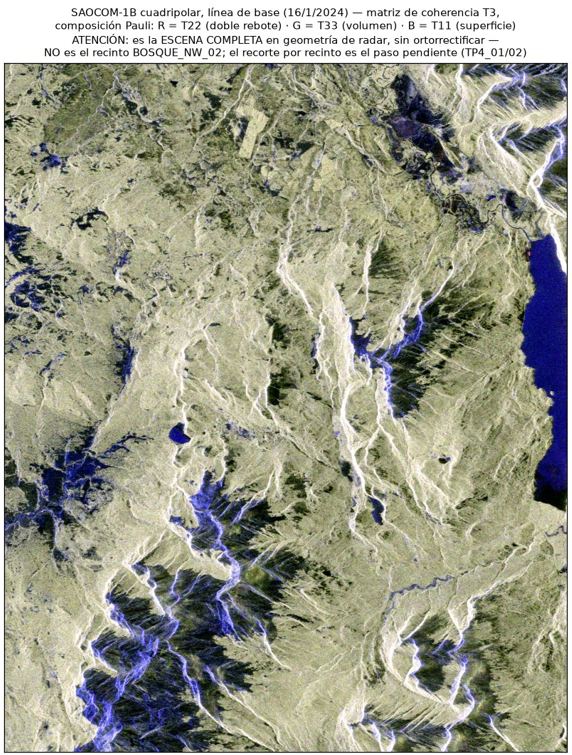 SAOCOM-1B cuadripolar, línea de base (16/1/2024) — matriz de coherencia T3,
composición Pauli: R = T22 (doble rebote) · G = T33 (volumen) · B = T11 (superficie)
ATENCIÓN: es la ESCENA COMPLETA en geometría de radar, sin ortorrectificar —
NO es el recinto BOSQUE_NW_02; el recorte por recinto es el paso pendiente (TP4_01/02)